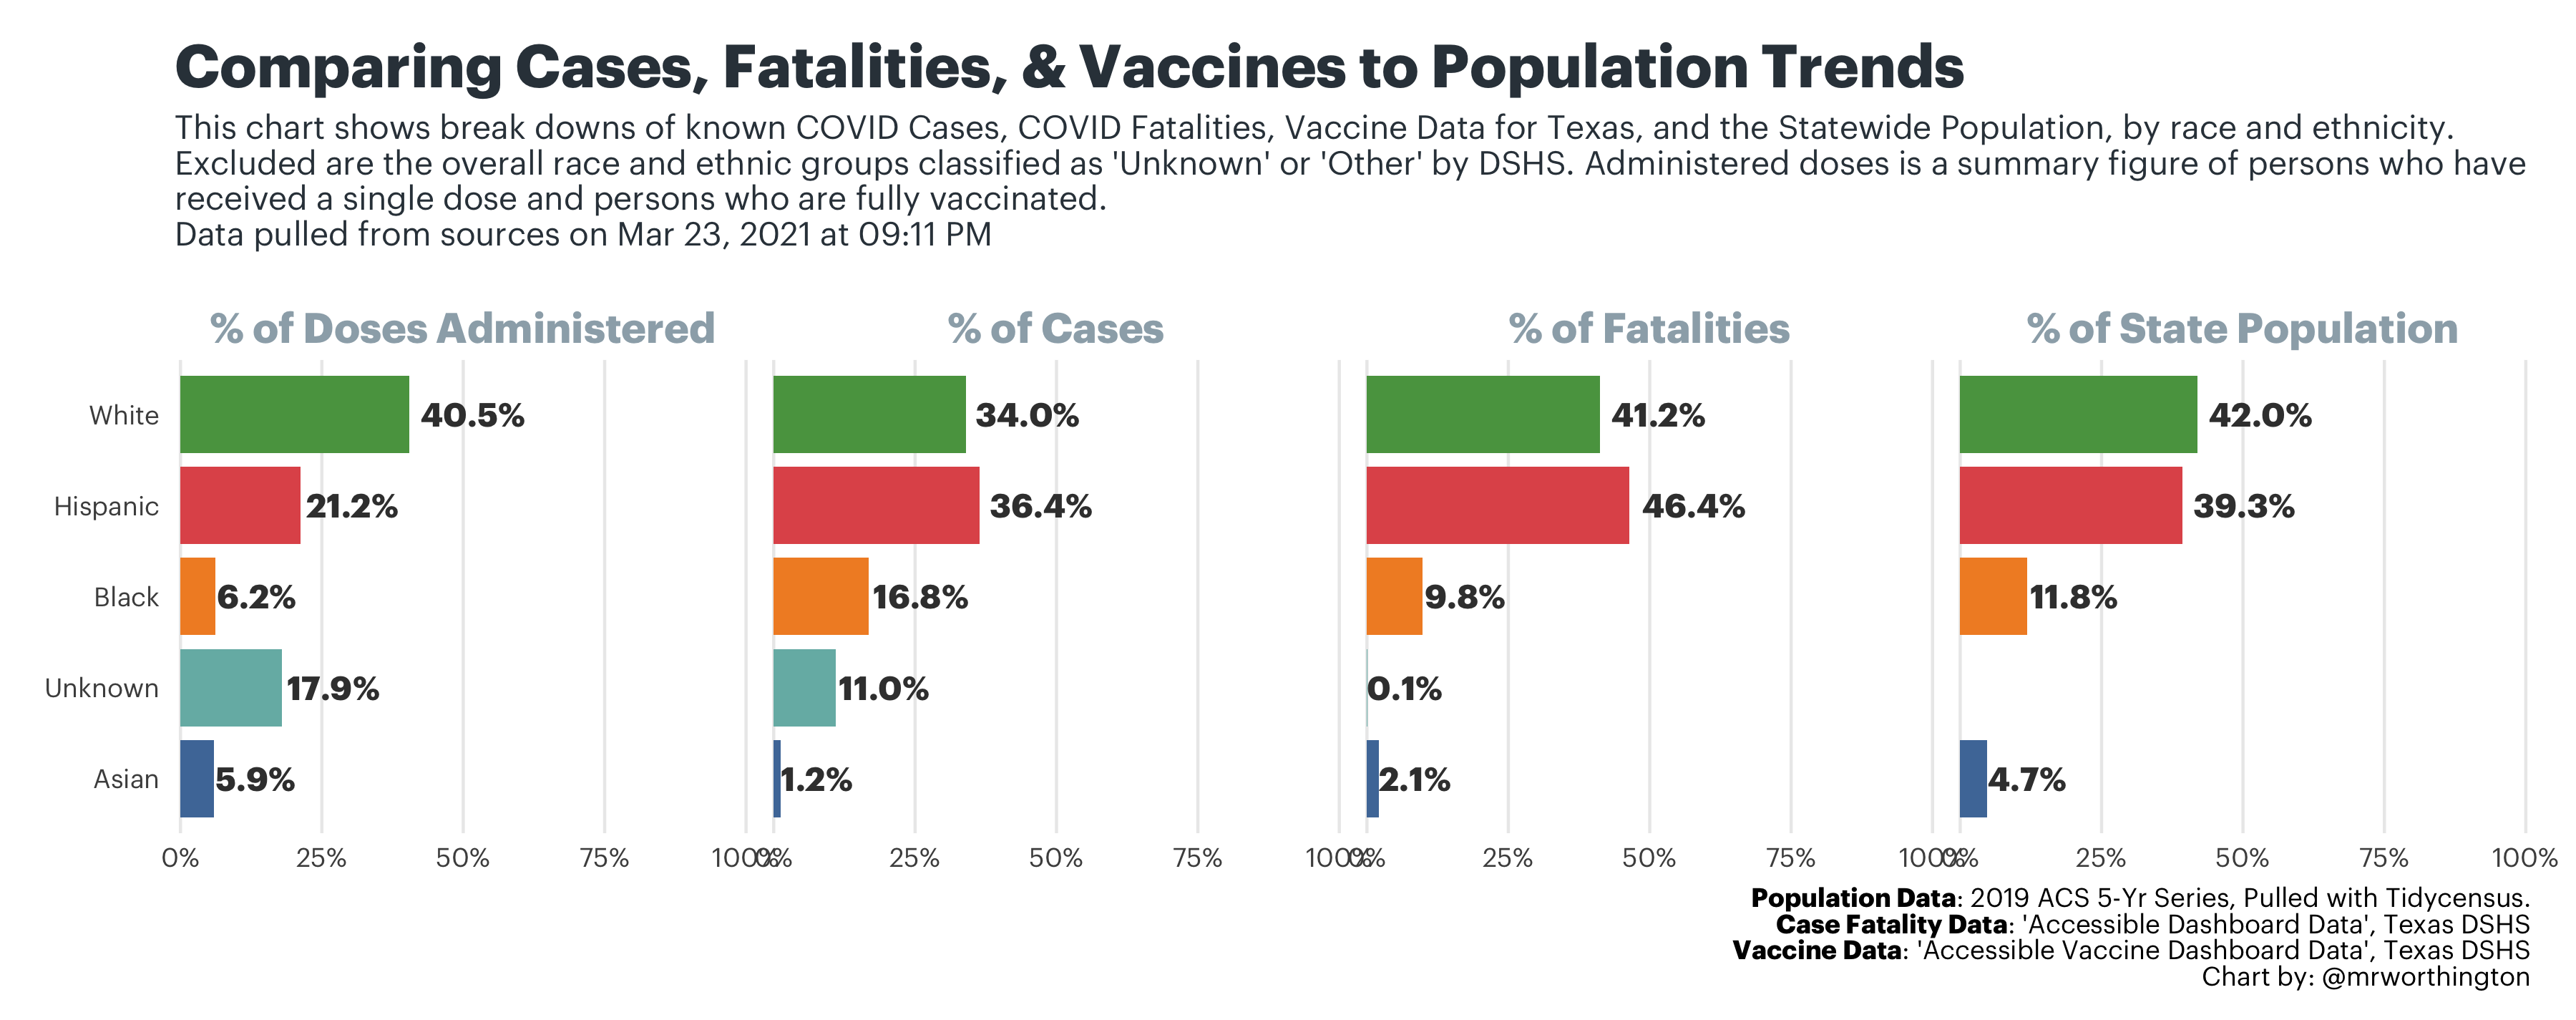 Comparing Cases, Fatalities, & Vaccines to Population Trends
This chart shows break downs of known COVID Cases, COVID Fatalities, Vaccine Data for Texas, and the Statewide Population, by race and ethnicity.
Excluded are the overall race and ethnic groups classified as 'Unknown' or 'Other' by DSHS. Administered doses is a summary figure of persons who have
received a single dose and persons who are fully vaccinated.
Data pulled from sources on Mar 23, 2021 at 09:11 PM
% of Doses Administered % of Cases % of Fatalities % of State Population
White 40.5% 34.0% 41.2% 42.0%
Hispanic 21.2% 36.4% 46.4% 39.3%
Black 6.2% 16.8% 9.8% 11.8%
Unknown 17.9% 11.0% 0.1%
Asian 5.9% 1.2% 2.1% 4.7%
0% 25% 50% 75% 100% 0% 25% 50% 75% 100% 0% 25% 50% 75% 100% 0% 25% 50% 75% 100%
Population Data: 2019 ACS 5-Yr Series, Pulled with Tidycensus.
Case Fatality Data: 'Accessible Dashboard Data', Texas DSHS
Vaccine Data: 'Accessible Vaccine Dashboard Data', Texas DSHS
Chart by: @mrworthington